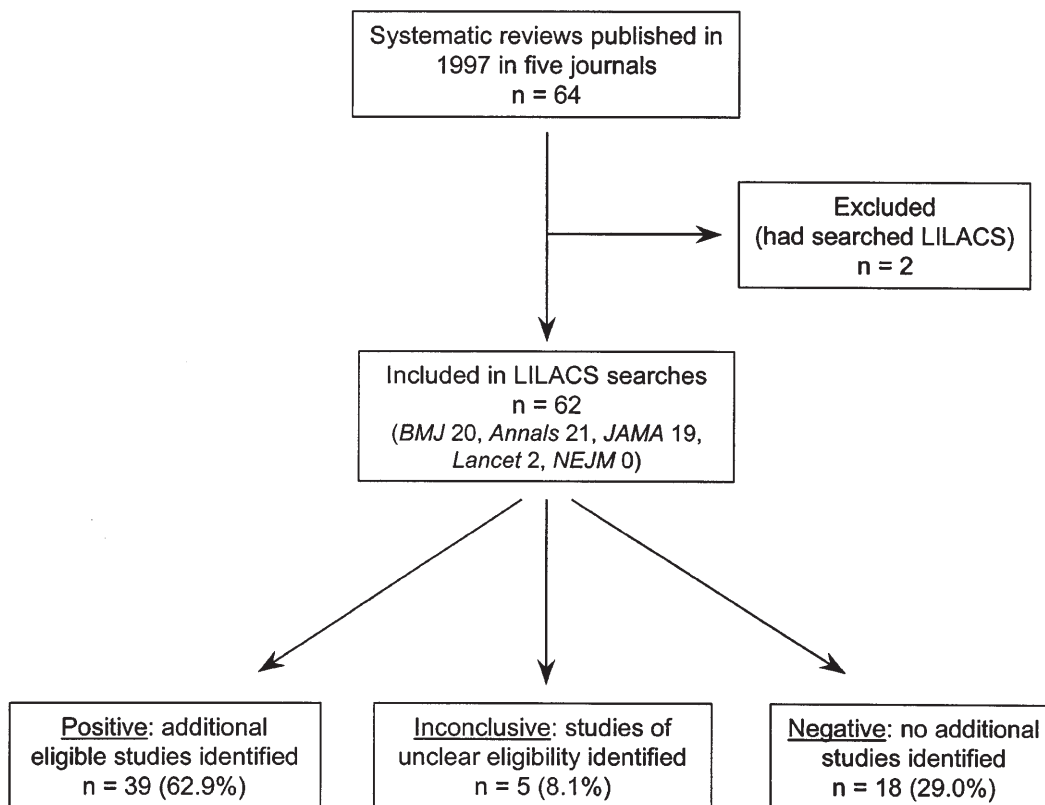 Systematic reviews published in
1997 in five journals
n = 64
Excluded
(had searched LILACS)
n = 2
Included in LILACS searches
n = 62
(BMJ 20, Annals 21, JAMA 19,
Lancet 2, NEJM 0)
Positive: additional
eligible studies identified
n = 39 (62.9%)
Inconclusive: studies of
unclear eligibility identified
n = 5 (8.1%)
Negative: no additional
studies identified
n = 18 (29.0%)